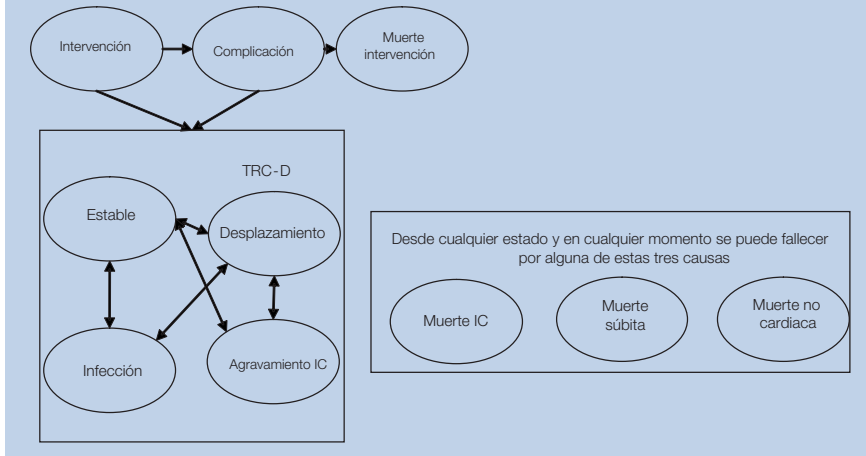 Intervención
Complicación
Muerte
intervención
TRC-D
Estable
Desplazamiento
Infección
Agravamiento IC
Desde cualquier estado y en cualquier momento se puede fallecer
por alguna de estas tres causas
Muerte IC
Muerte
súbita
Muerte no
cardiaca